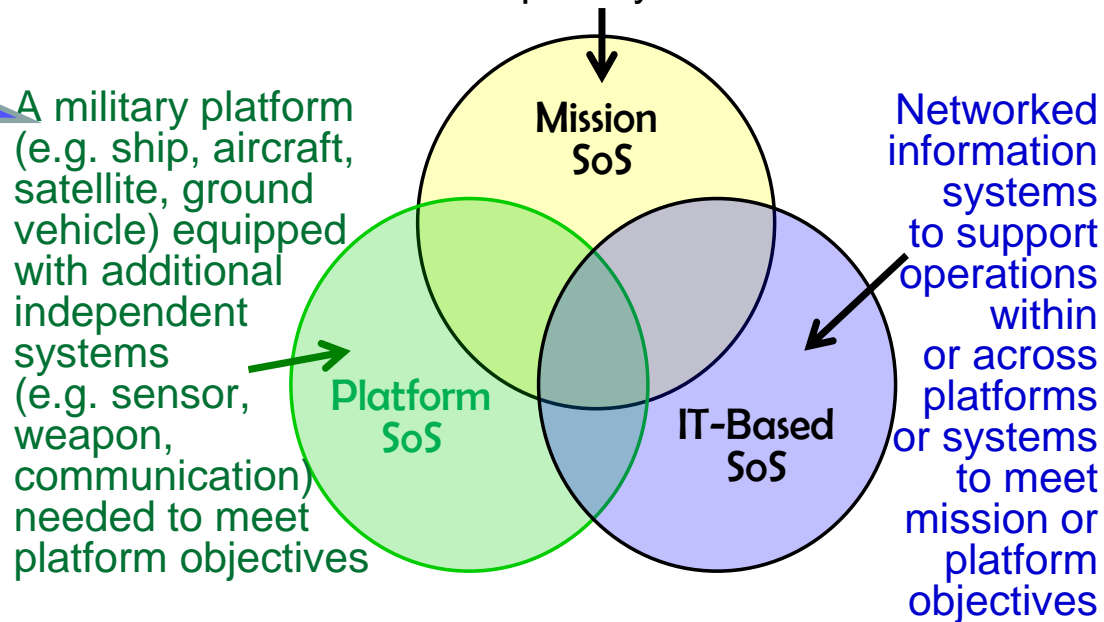 Mission
SoS
A military platform
(e.g. ship, aircraft,
satellite, ground
vehicle) equipped
with additional
independent
systems
(e.g. sensor,
weapon,
communication)
needed to meet
platform objectives
Platform
SoS
IT-Based
SoS
Networked
information
systems
to support
operations
within
or across
platforms
or systems
to meet
mission or
platform
objectives